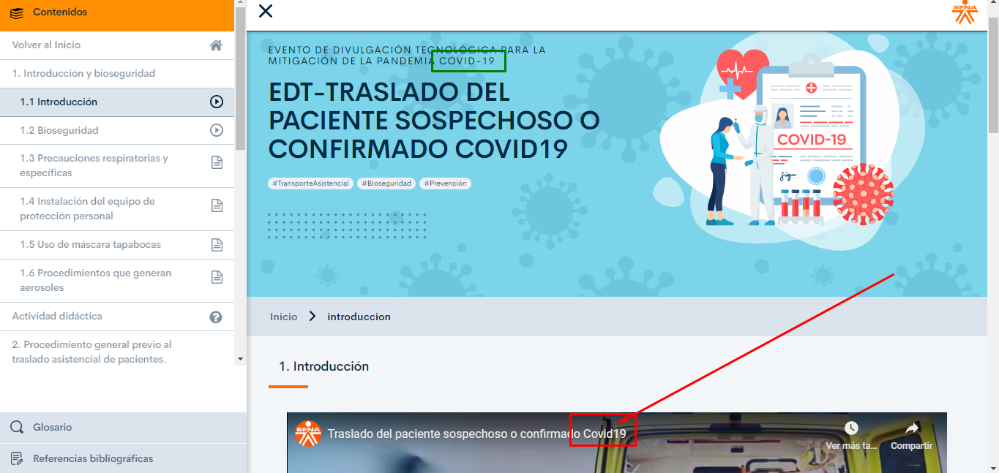 Contenidos
Volver al Inicio
1. Introducción y bioseguridad
1.1 Introducción
1.2 Bioseguridad
1.3 Precauciones respiratorias y
específicas
1.4 Instalación del equipo de
protección personal
1.5 Uso de máscara tapabocas
1.6 Procedimientos que generan
aerosoles
Actividad didáctica
2. Procedimiento general previo al
traslado asistencial de pacientes.
Glosario
Referencias bibliográficas
SENA
EVENTO DE DIVULGACIÓN TECNOLÓGICA PARA LA
MITIGACIÓN DE LA PANDEMIA COVID-19
EDT-TRASLADO DEL
PACIENTE SOSPECHOSO O
CONFIRMADO COVID19
#TransporteAsistencial #Bioseguridad #Prevención
COVID-19
Sign
Inicio > introduccion
1. Introducción
SENA
Traslado del paciente sospechoso o confirmado Covid19
Ver más ta...
Compartir